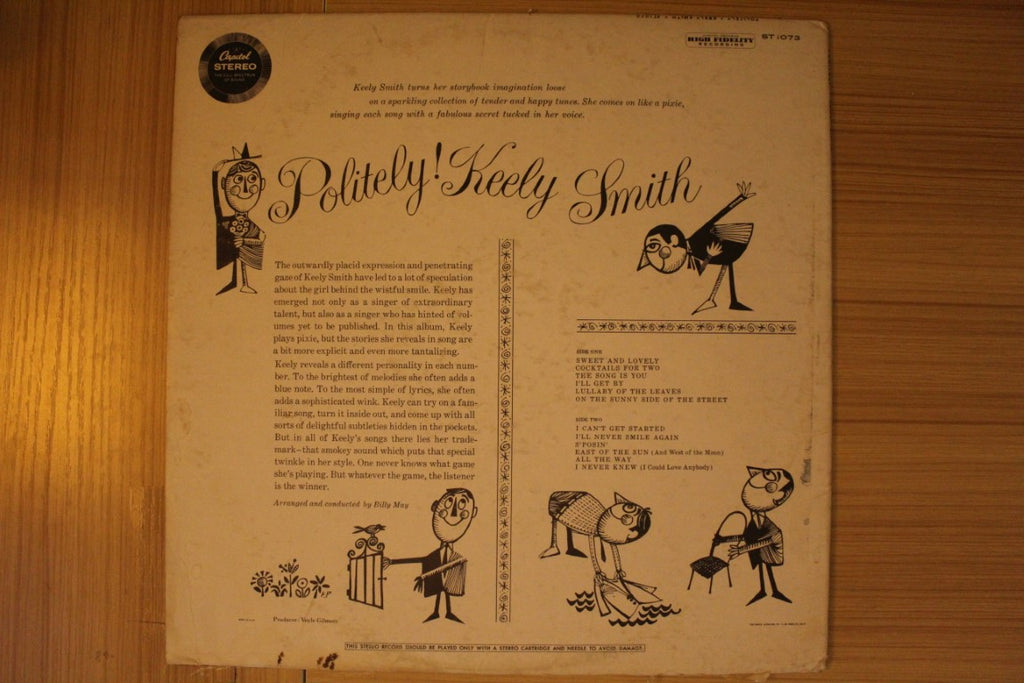 Capitol
STEREO
HIGH FIDELITY
RECORDING
Keely Smith turns her storybook imagination loose
on a sparkling collection of tender and happy tunes. She comes on like a pixie,
singing each song with a fabulous secret tucked in her voice.
Politely! Keely Smith
The outwardly placid expression and penetrating
gaze of Keely Smith have led to a lot of speculation
about the girl behind the wistful smile. Keely has
emerged not only as a singer of extraordinary
talent, but also as a singer who has hinted of vol-
umes yet to be published. In this album, Keely
plays pixie, but the stories she reveals in song are
a bit more explicit and even more tantalizing.
Keely reveals a different personality in each num-
ber. To the brightest of melodies she often adds a
blue note. To the most simple of lyrics, she often
adds a sophisticated wink. Keely can try on a fam-
iliar song, turn it inside out, and come up with all
sorts of delightful subtleties hidden in the pockets.
But in all of Keely's songs there lies her trade-
mark–that smokey sound which puts that special
twinkle in her style. One never knows what game
she's playing. But whatever the game, the listener
is the winner.
Arranged and conducted by Billy May
SIDE ONE
SWEET AND LOVELY
COCKTAILS FOR TWO
THE SONG IS YOU
I'LL GET BY
LULLABY OF THE LEAVES
ON THE SUNNY SIDE OF THE STREET
SIDE TWO
I CAN'T GET STARTED
I'LL NEVER SMILE AGAIN
S'POSIN'
EAST OF THE SUN (And West of the Moon)
ALL THE WAY
I NEVER KNEW (I Could Love Anybody)
Producer: Voyle Gilmore
THIS STEREO RECORD SHOULD BE PLAYED ONLY WITH A STEREO CARTRIDGE AND NEEDLE TO AVOID DAMAGE.